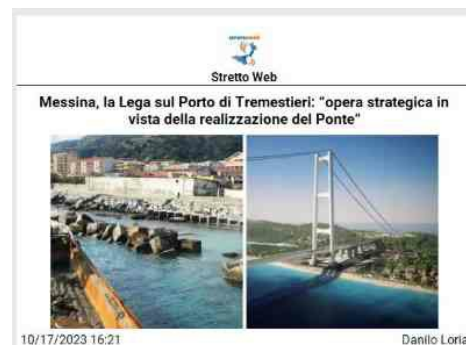 Stretto Web
Messina, la Lega sul Porto di Tremestieri: “opera strategica in
vista della realizzazione del Ponte”
10/17/2023 16:21
Danilo Loria